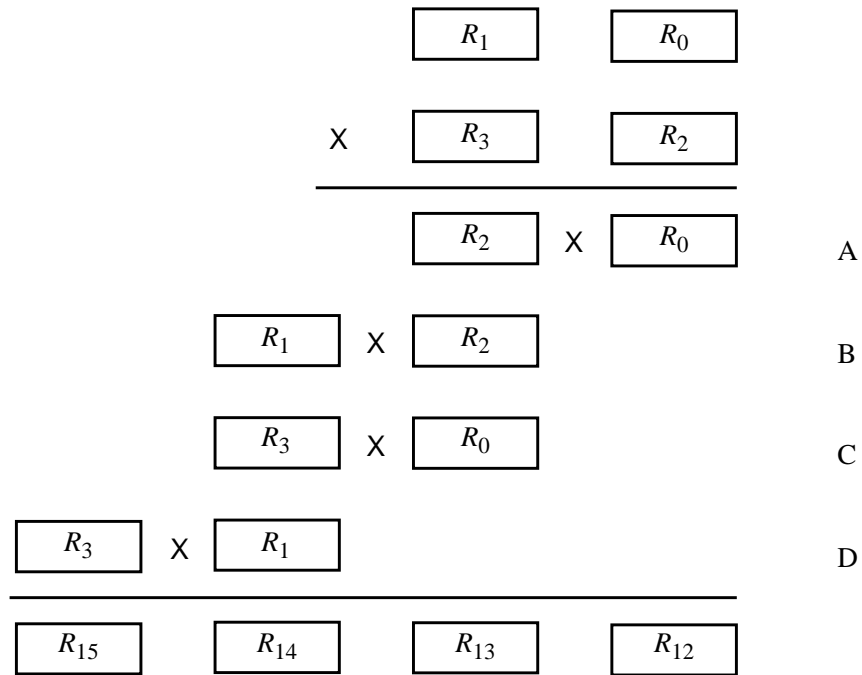 R1 R0
X R3 R2
R2 X R0 A
R1 X R2 B
R3 X R0 C
R3 X R1 D
R15 R14 R13 R12